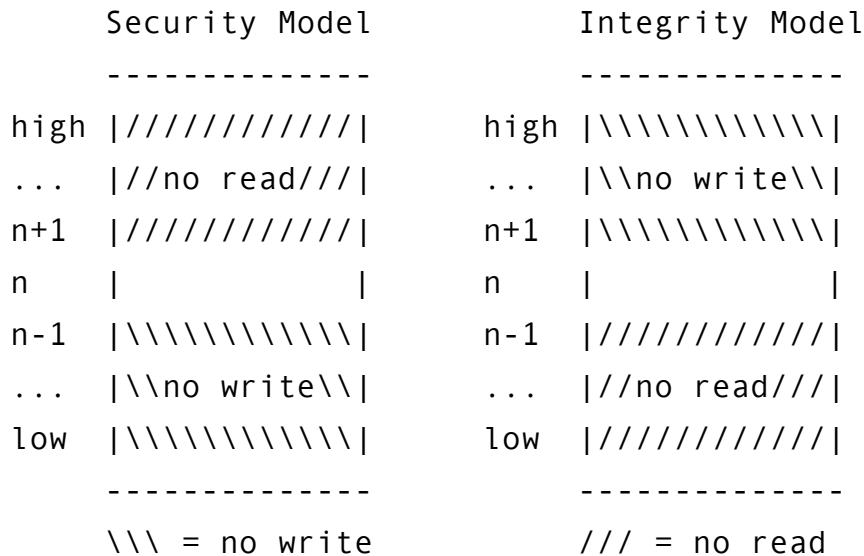 Security Model           Integrity Model
    --------------           --------------
high |////////////|     high |\\\\\\\\\\\\|
...  |//no read///|     ...  |\\no write\\|
n+1  |////////////|     n+1  |\\\\\\\\\\\\|
n    |            |     n    |            |
n-1  |\\\\\\\\\\\\|     n-1  |////////////|
...  |\\no write\\|     ...  |//no read///|
low  |\\\\\\\\\\\\|     low  |////////////|
     --------------          --------------
     \\\ = no write          /// = no read